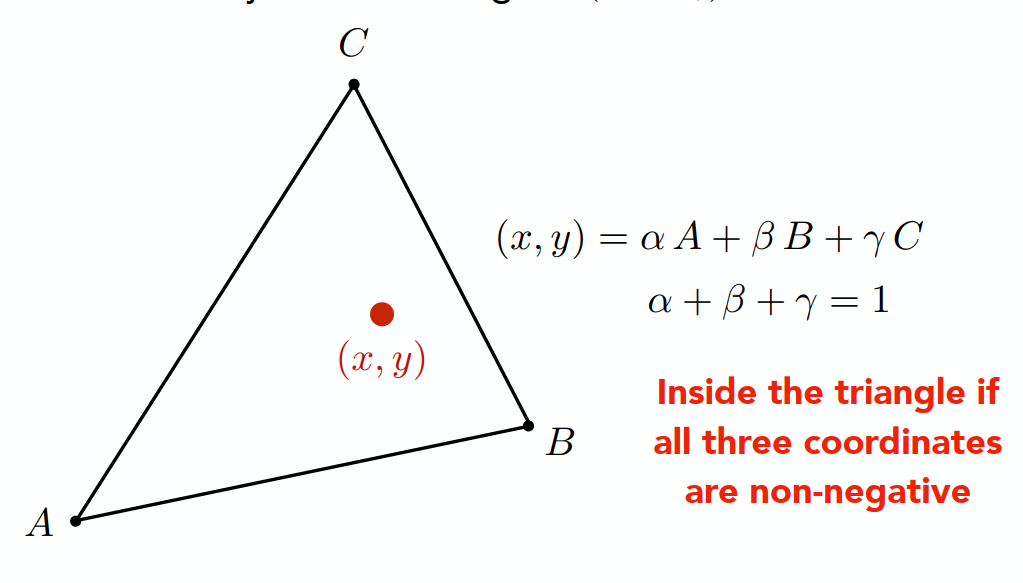 C
(x, y) = α A + β B + γ C
α + β + γ = 1
(x, y)
Inside the triangle if
all three coordinates
are non-negative
B
A